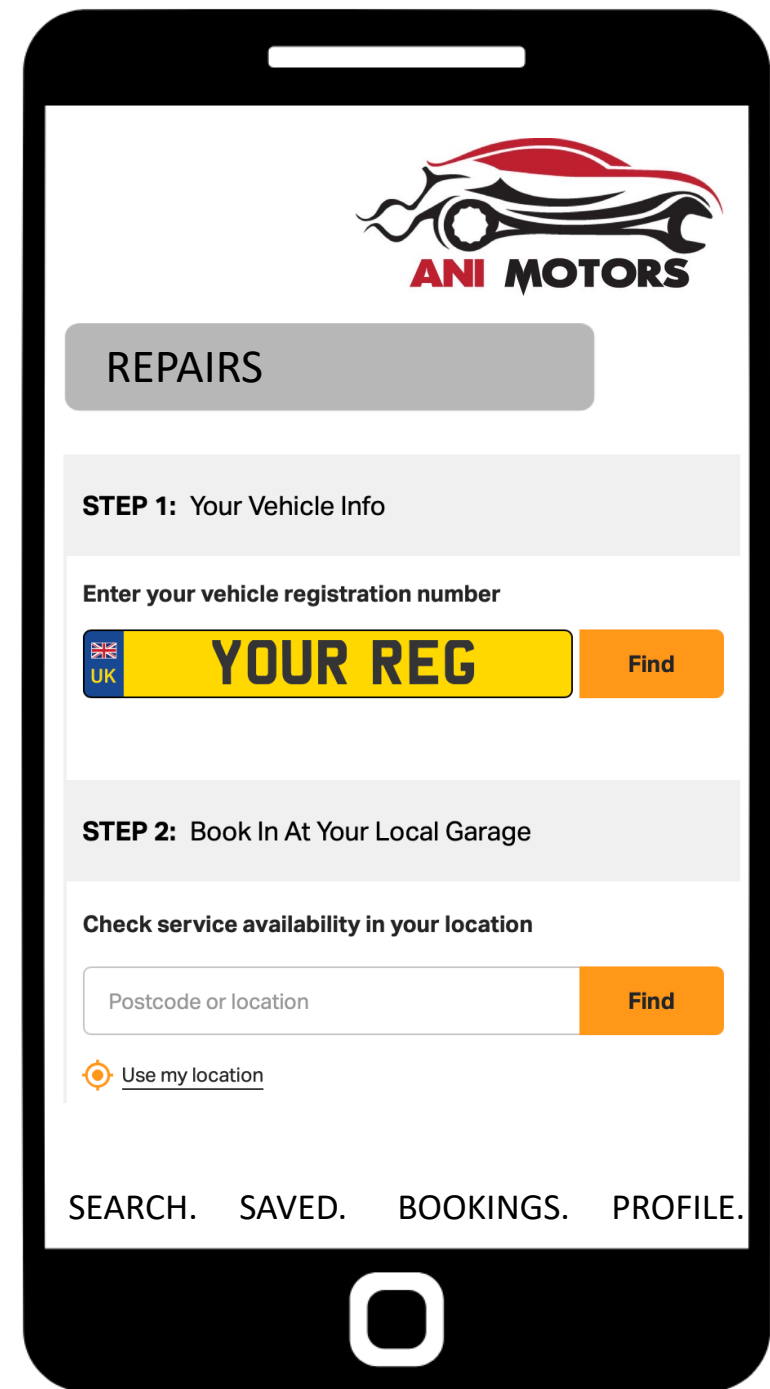 ANI MOTORS
REPAIRS
STEP 1: Your Vehicle Info
Enter your vehicle registration number
UK YOUR REG Find
STEP 2: Book In At Your Local Garage
Check service availability in your location
Postcode or location Find
Use my location
SEARCH. SAVED. BOOKINGS. PROFILE.